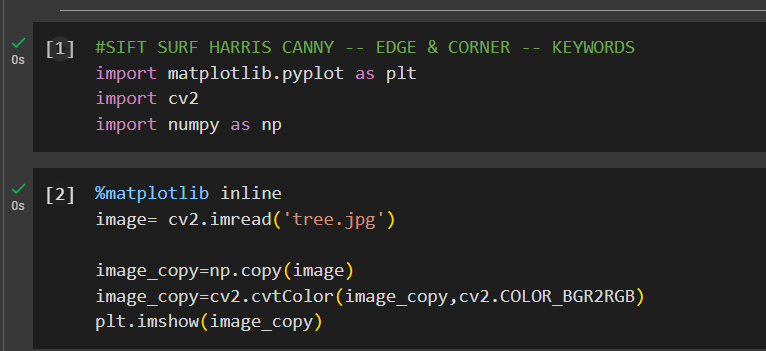 [1] #SIFT SURF HARRIS CANNY -- EDGE & CORNER -- KEYWORDS
0s import matplotlib.pyplot as plt
import cv2
import numpy as np
[2] %matplotlib inline
0s image= cv2.imread('tree.jpg')
image_copy=np.copy(image)
image_copy=cv2.cvtColor(image_copy,cv2.COLOR_BGR2RGB)
plt.imshow(image_copy)